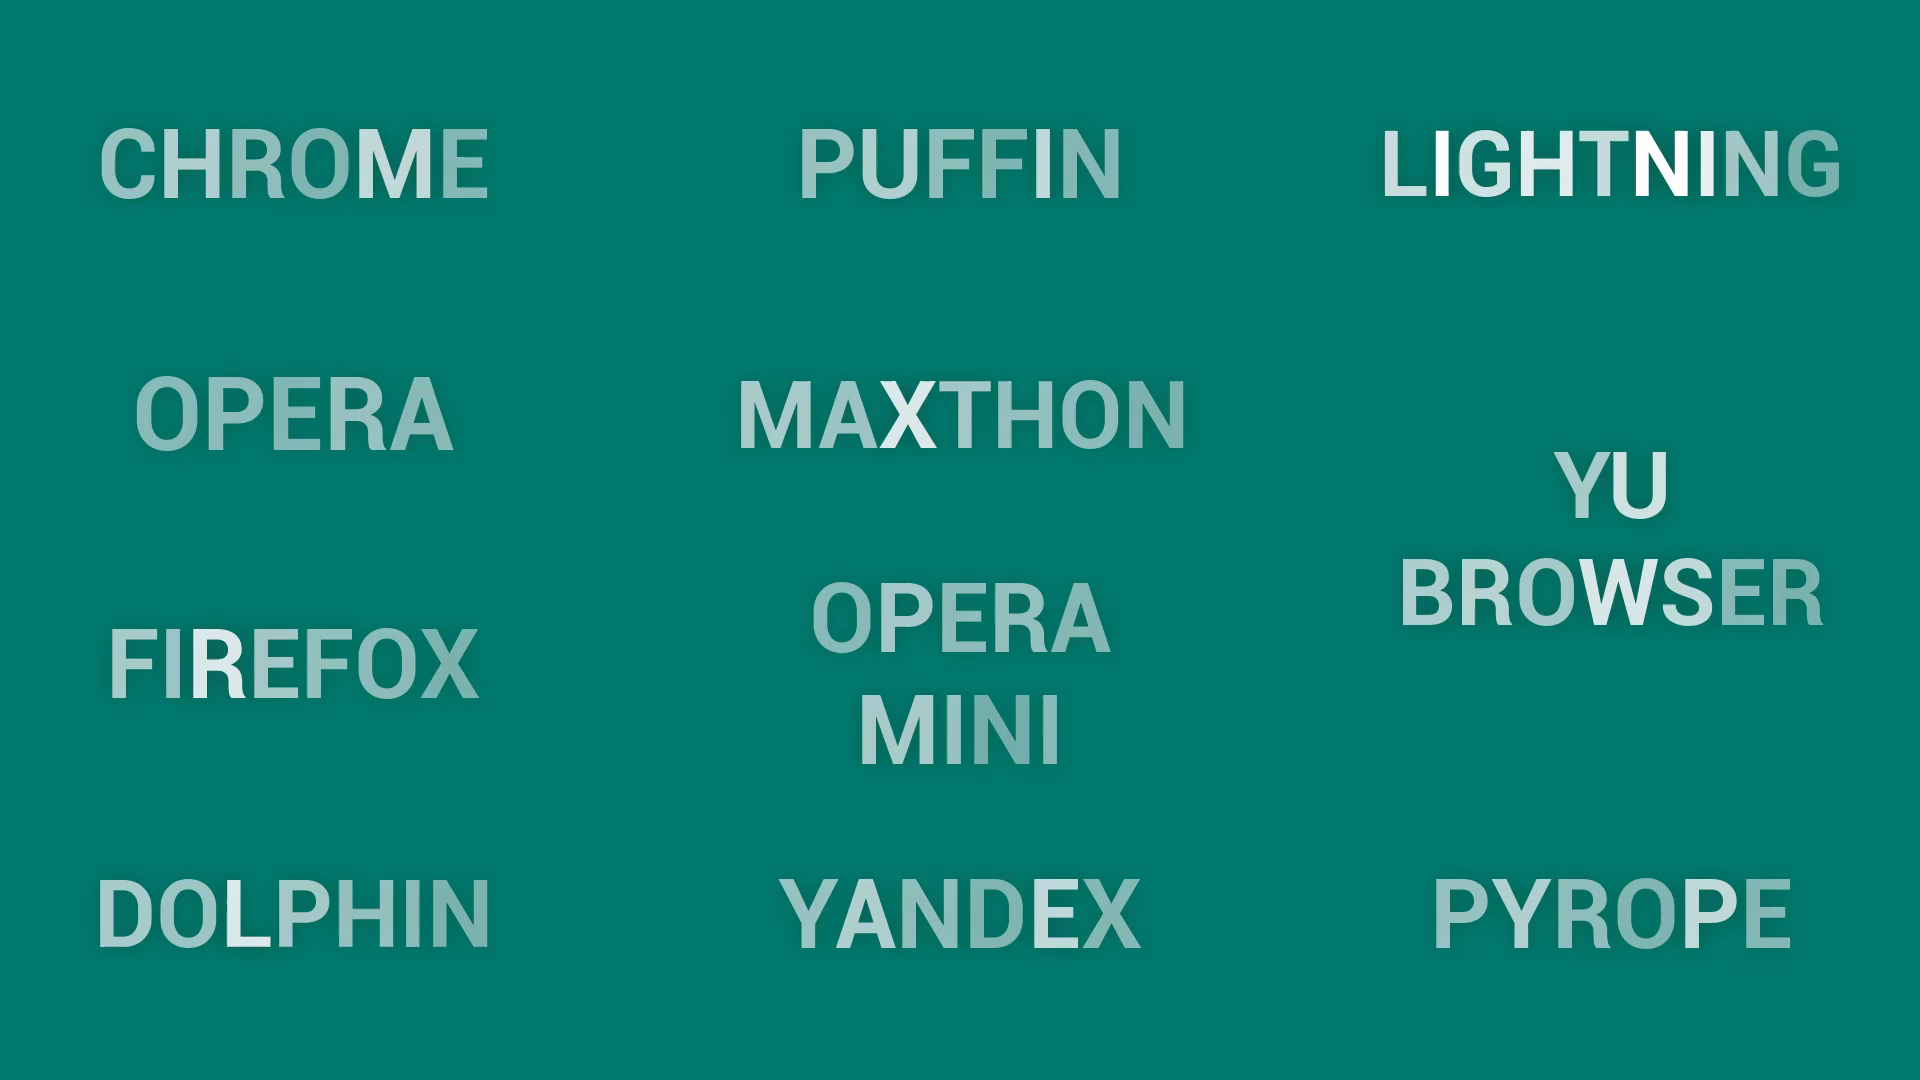 CHROME
OPERA
FIREFOX
DOLPHIN
PUFFIN
MAXTHON
OPERA
MINI
YANDEX
LIGHTNING
YU
BROWSER
PYROPE